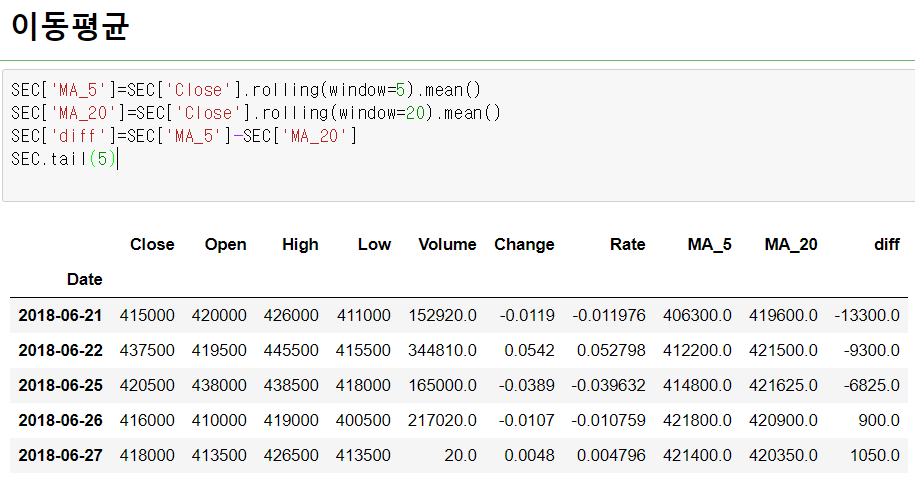 이동평균
SEC['MA_5']=SEC['Close'].rolling(window=5).mean()
SEC['MA_20']=SEC['Close'].rolling(window=20).mean()
SEC['diff']=SEC['MA_5']-SEC['MA_20']
SEC.tail(5)
Close Open High Low Volume Change Rate MA_5 MA_20 diff
Date
2018-06-21 415000 420000 426000 411000 152920.0 -0.0119 -0.011976 406300.0 419600.0 -13300.0
2018-06-22 437500 419500 445500 415500 344810.0 0.0542 0.052798 412200.0 421500.0 -9300.0
2018-06-25 420500 438000 438500 418000 165000.0 -0.0389 -0.039632 414800.0 421625.0 -6825.0
2018-06-26 416000 410000 419000 400500 217020.0 -0.0107 -0.010759 421800.0 420900.0 900.0
2018-06-27 418000 413500 426500 413500 20.0 0.0048 0.004796 421400.0 420350.0 1050.0